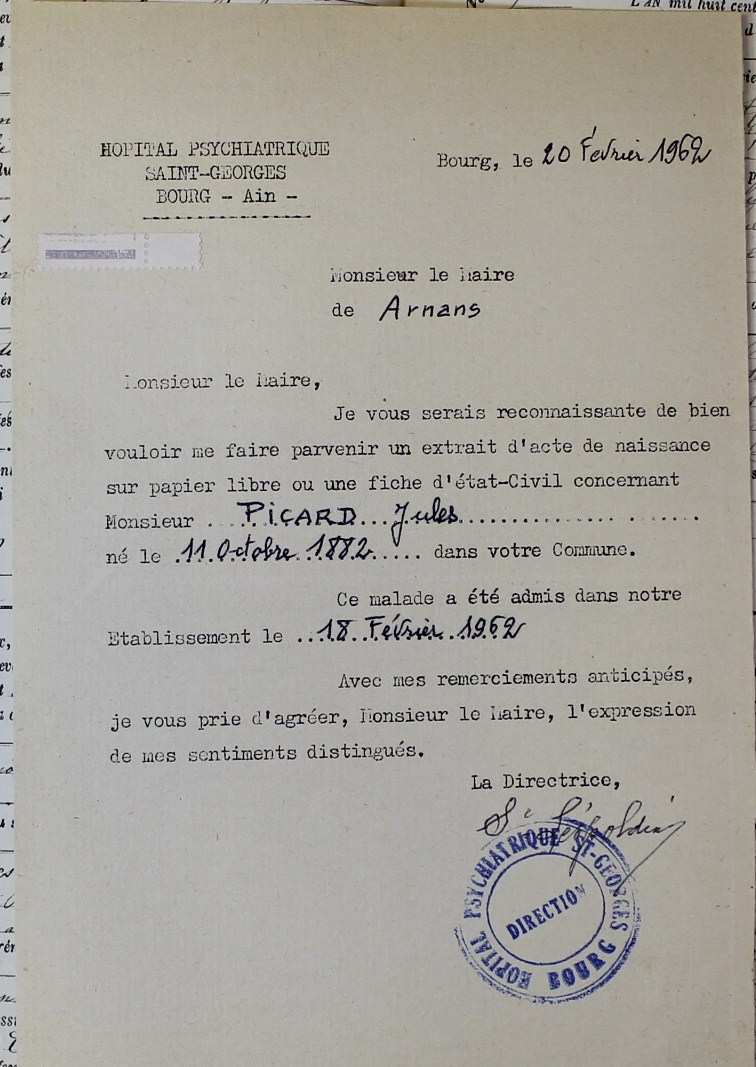 L'AN mil huit cent
HOPITAL PSYCHIATRIQUE
SAINT-GEORGES
BOURG - Ain -
Bourg, le 20 Février 1962
Monsieur le Maire
de Arnans
Monsieur le Maire,
Je vous serais reconnaissante de bien
vouloir me faire parvenir un extrait d'acte de naissance
sur papier libre ou une fiche d'état-Civil concernant
Monsieur ....PICARD...Jules.....................
né le .11.Octobre.1882...... dans votre Commune.
Ce malade a été admis dans notre
Etablissement le ...18.Février.1962
Avec mes remerciements anticipés,
je vous prie d'agréer, Monsieur le Maire, l'expression
de mes sentiments distingués.
La Directrice,
HOPITAL PSYCHIATRIQUE ST-GEORGES
DIRECTION
BOURG